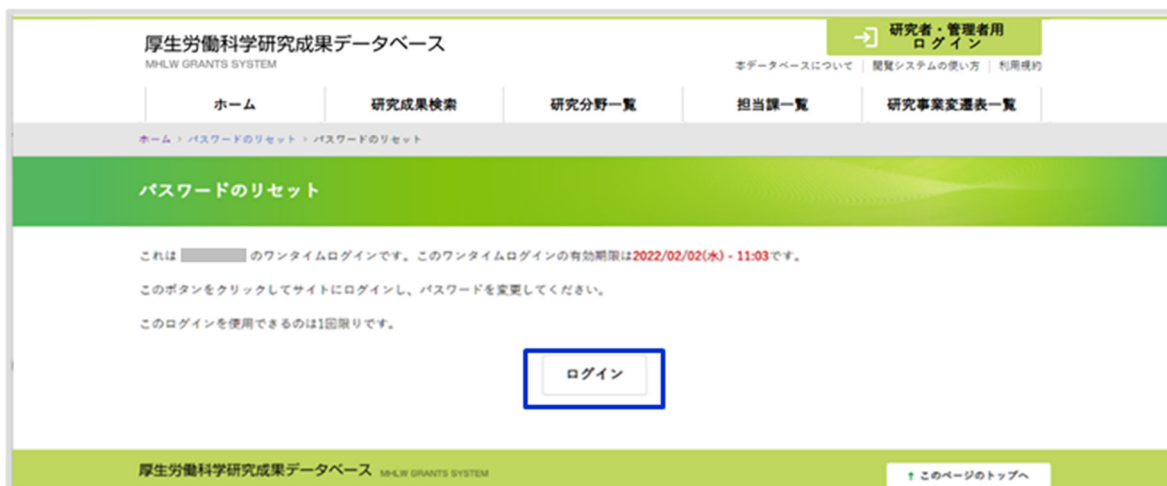 厚生労働科学研究成果データベース
MHLW GRANTS SYSTEM
研究者・管理者用
ログイン
本データベースについて | 閲覧システムの使い方 | 利用規約
ホーム 研究成果検索 研究分野一覧 担当課一覧 研究事業変遷表一覧
ホーム › パスワードのリセット › パスワードのリセット
パスワードのリセット
これは のワンタイムログインです。このワンタイムログインの有効期限は2022/02/02(水) - 11:03です。
このボタンをクリックしてサイトにログインし、パスワードを変更してください。
このログインを使用できるのは1回限りです。
ログイン
厚生労働科学研究成果データベース MHLW GRANTS SYSTEM
↑ このページのトップへ